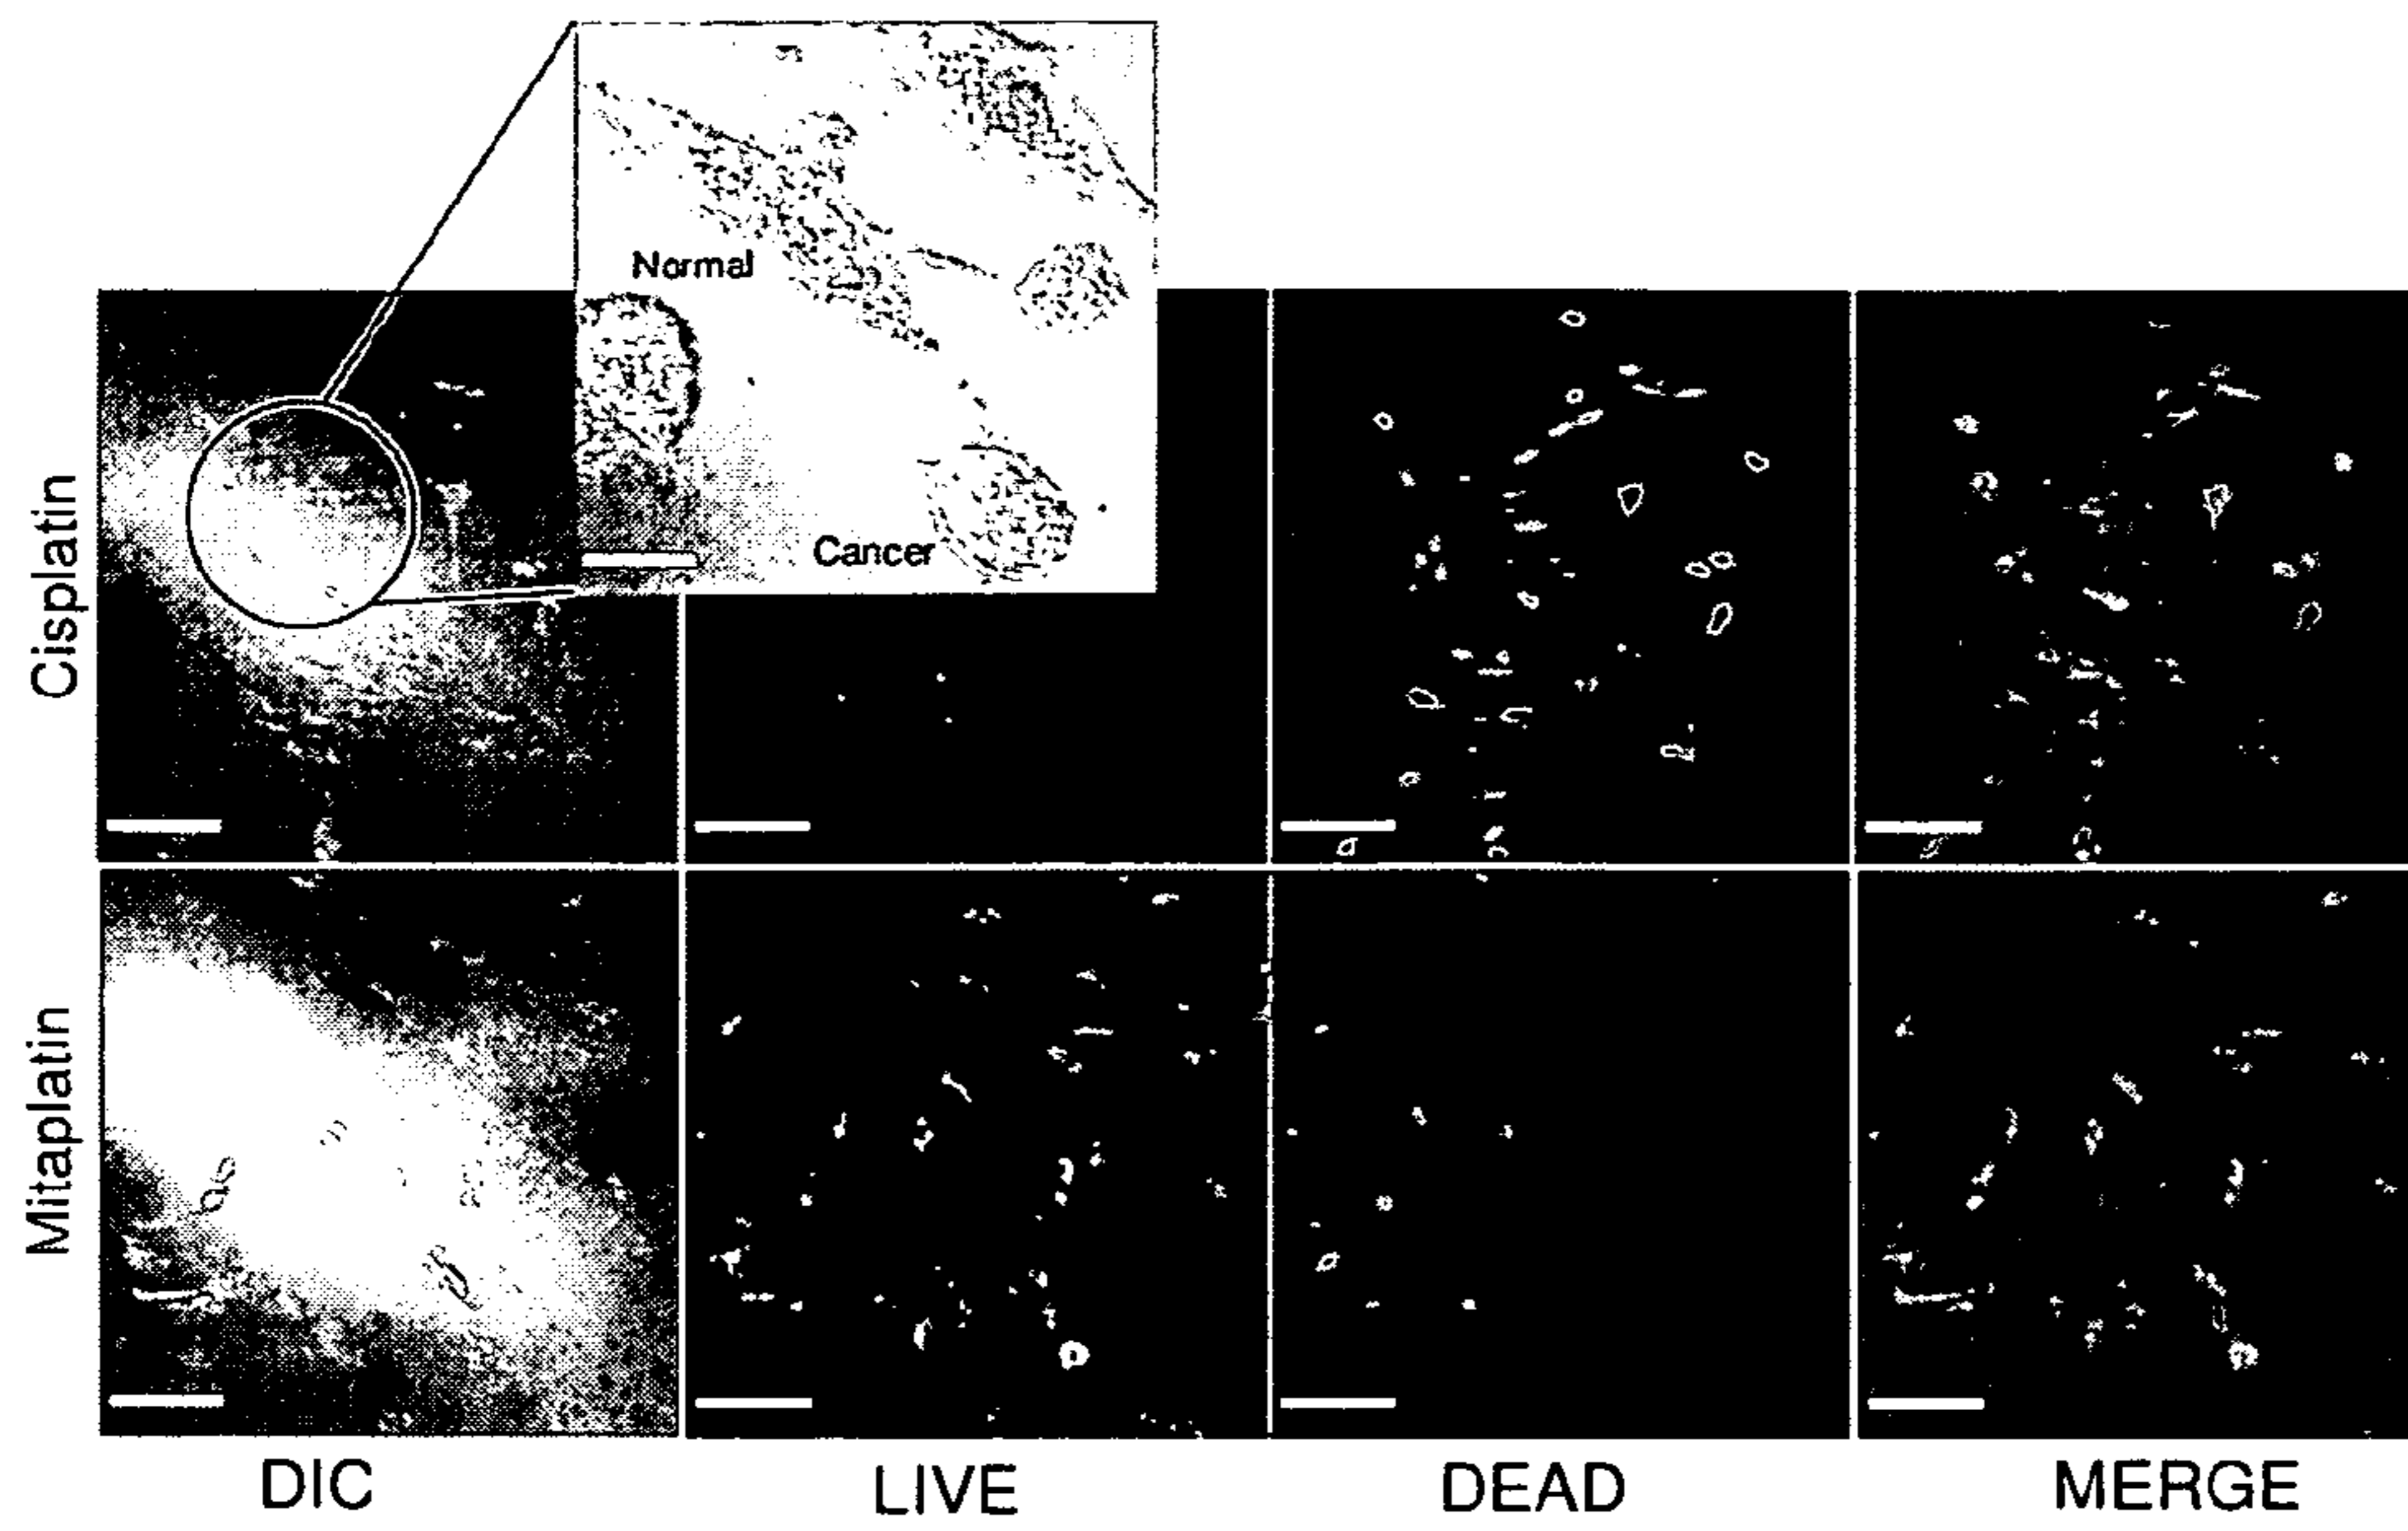 Normal
Cancer
Cisplatin
Mitaplatin
DIC
LIVE
DEAD
MERGE